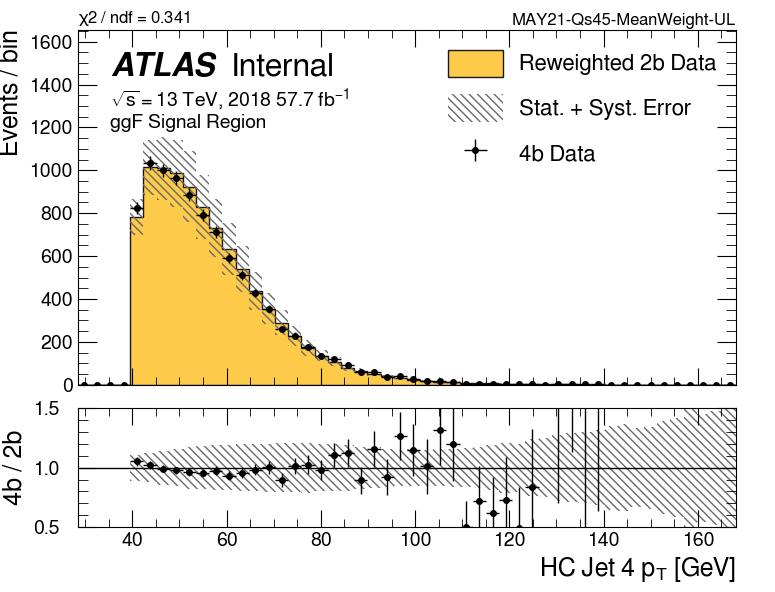 χ2 / ndf = 0.341
MAY21-Qs45-MeanWeight-UL
Events / bin
1600
1400
1200
1000
800
600
400
200
0
ATLAS Internal
√s = 13 TeV, 2018 57.7 fb−1
ggF Signal Region
Reweighted 2b Data
Stat. + Syst. Error
4b Data
4b / 2b
1.5
1.0
0.5
40 60 80 100 120 140 160
HC Jet 4 pT [GeV]